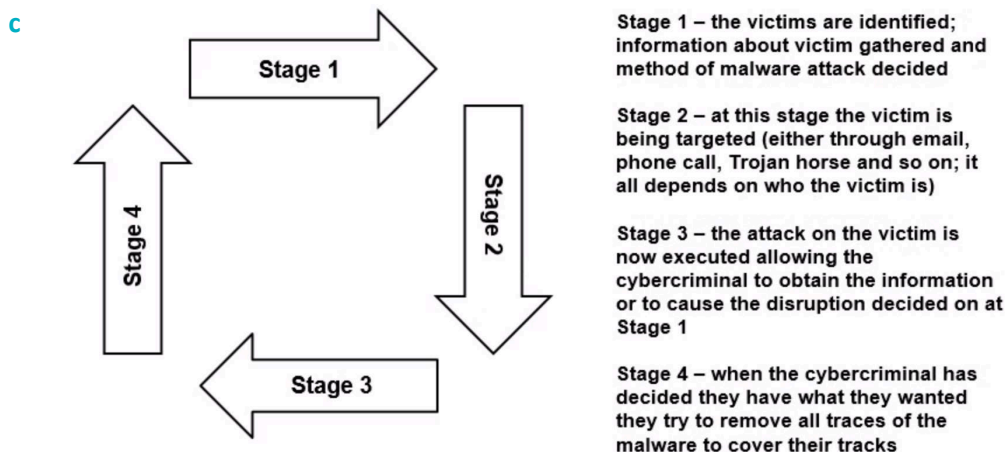 c
Stage 1
Stage 2
Stage 3
Stage 4
Stage 1 – the victims are identified;
information about victim gathered and
method of malware attack decided
Stage 2 – at this stage the victim is
being targeted (either through email,
phone call, Trojan horse and so on; it
all depends on who the victim is)
Stage 3 – the attack on the victim is
now executed allowing the
cybercriminal to obtain the information
or to cause the disruption decided on at
Stage 1
Stage 4 – when the cybercriminal has
decided they have what they wanted
they try to remove all traces of the
malware to cover their tracks